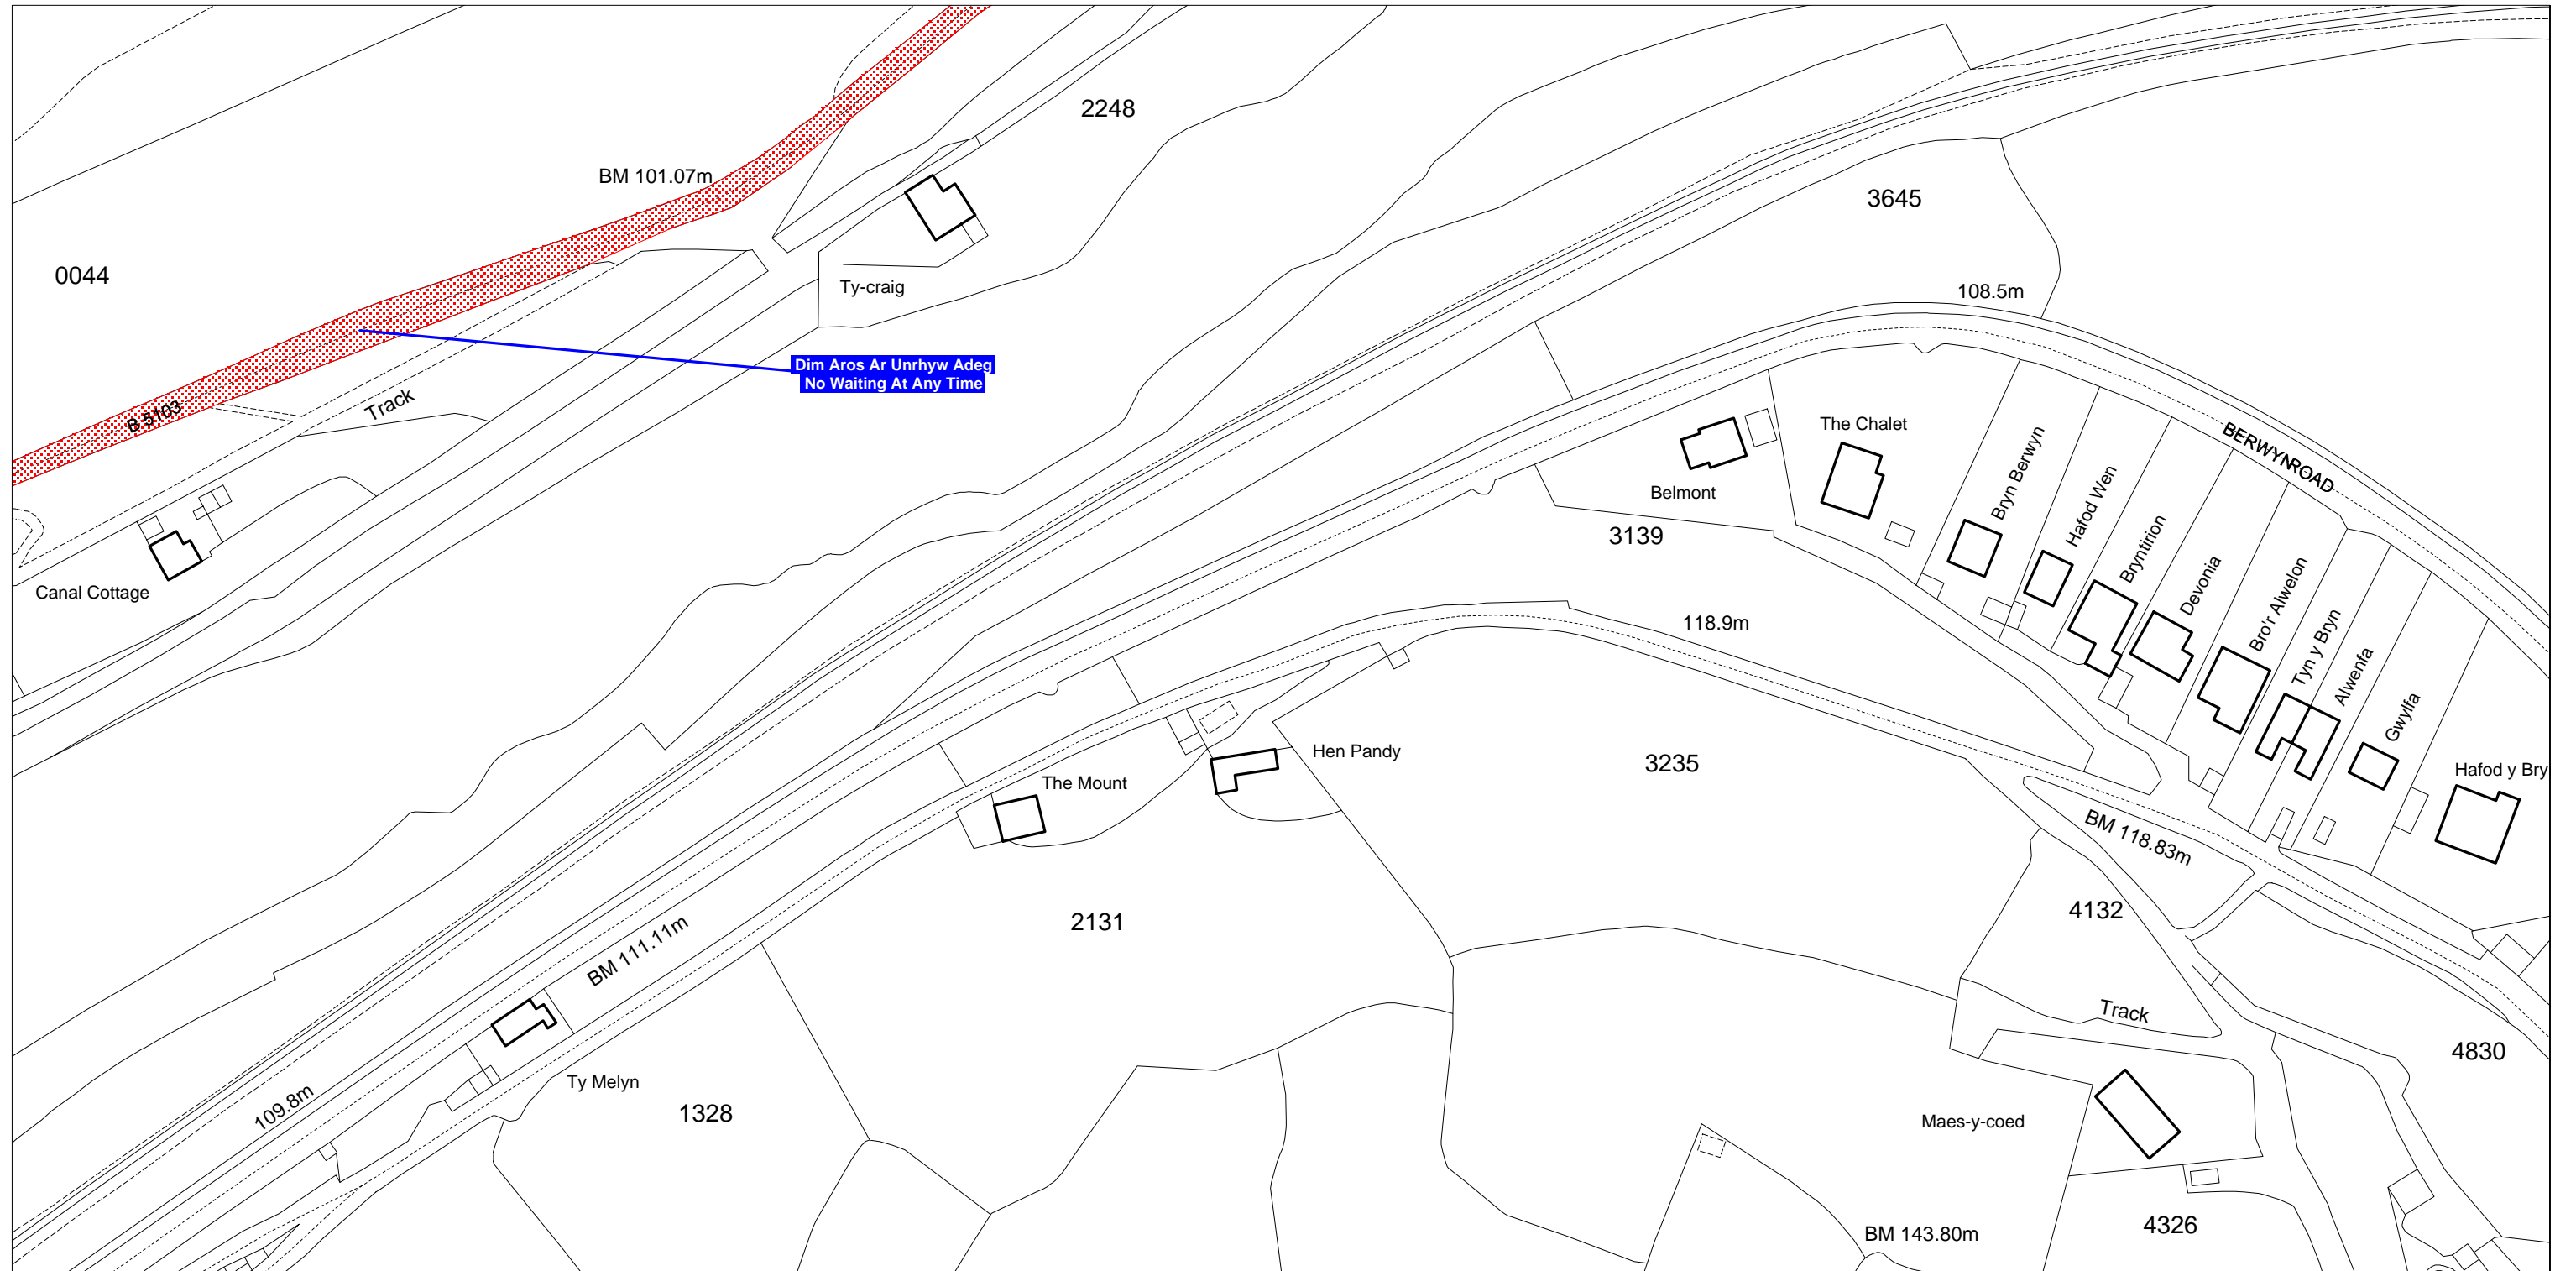 2248
BM 101.07m
3645
0044
Ty-craig
108.5m
Dim Aros Ar Unrhyw Adeg
No Waiting At Any Time
B 5103
Track
The Chalet
BERWYNROAD
Belmont
Bryn Berwyn
Hafod Wen
Bryntirion
Devonia
Bro'r Alwelon
Tyn y Bryn
Alwenfa
Gwylfa
Hafod y Bry
3139
Canal Cottage
118.9m
Hen Pandy
The Mount
3235
BM 118.83m
2131
4132
BM 111.11m
Track
4830
Ty Melyn
109.8m
1328
Maes-y-coed
4326
BM 143.80m